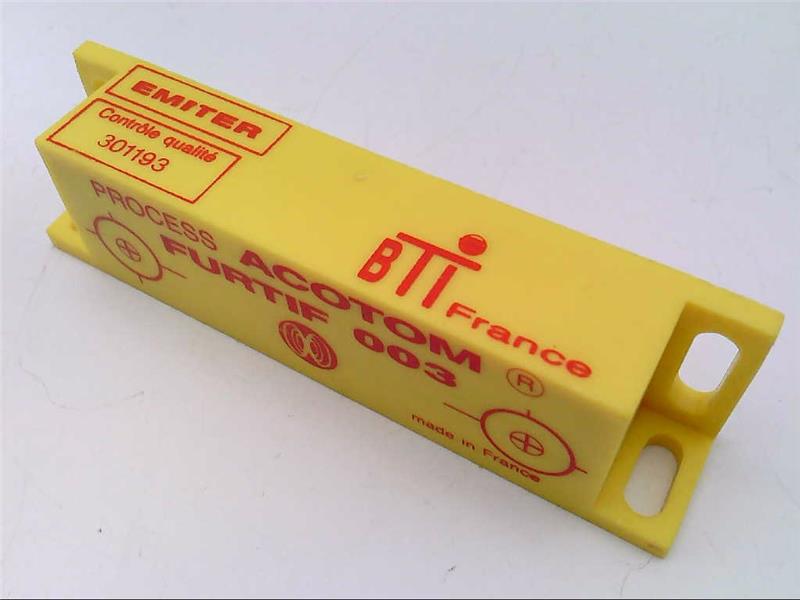 EMITER
Contrôle qualité
301193
BTI France
PROCESS ACOTOM ®
FURTIF 003
made in France